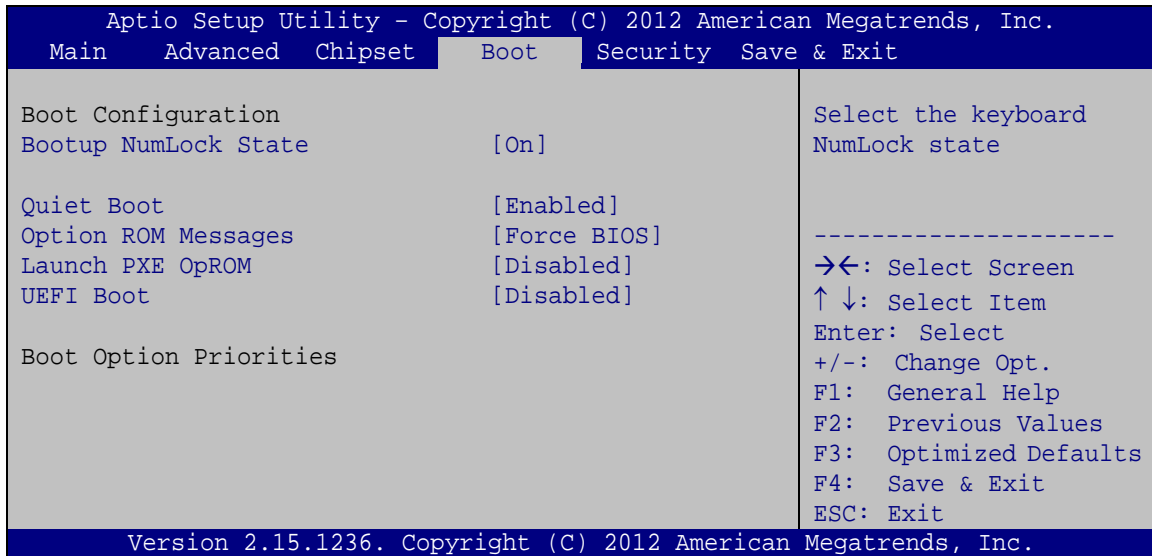 Aptio Setup Utility – Copyright (C) 2012 American Megatrends, Inc.
Main Advanced Chipset Boot Security Save & Exit
Boot Configuration
Bootup NumLock State [On]
Quiet Boot [Enabled]
Option ROM Messages [Force BIOS]
Launch PXE OpROM [Disabled]
UEFI Boot [Disabled]
Boot Option Priorities
Select the keyboard
NumLock state
---------------------
→←: Select Screen
↑ ↓: Select Item
Enter: Select
+/-: Change Opt.
F1: General Help
F2: Previous Values
F3: Optimized Defaults
F4: Save & Exit
ESC: Exit
Version 2.15.1236. Copyright (C) 2012 American Megatrends, Inc.